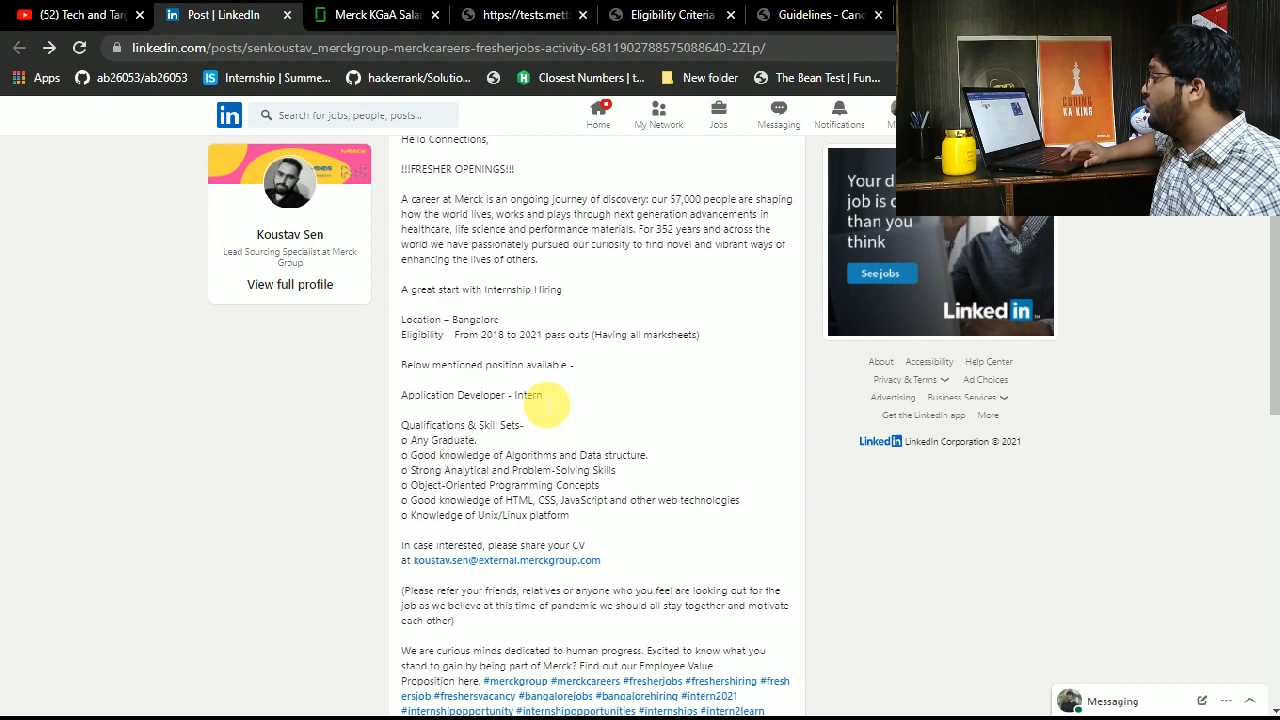 (52) Tech and Tar
Post | LinkedIn
Merck KGaA Sala
https://tests.mettl
Eligibility Criteria
Guidelines - Cand
linkedin.com/posts/senkoustav_merckgroup-merckcareers-fresherjobs-activity-6811902788575088640-2ZLp/
Apps
ab26053/ab26053
IS
Internship | Summe...
hackerrank/Solutio...
Closest Numbers | t...
New folder
The Bean Test | Fun...
CODING
KA KING
in
Search for jobs, people, posts...
Home
My Network
Jobs
Messaging
Notifications
Koustav Sen
Lead Sourcing Specialist at Merck
Group
View full profile
Hello Connections,
!!!FRESHER OPENINGS!!!
A career at Merck is an ongoing journey of discovery: our 57,000 people are shaping
how the world lives, works and plays through next generation advancements in
healthcare, life science and performance materials. For 352 years and across the
world we have passionately pursued our curiosity to find novel and vibrant ways of
enhancing the lives of others.
A great start with Internship Hiring
Location – Bangalore
Eligibility – From 2018 to 2021 pass outs (Having all marksheets)
Below mentioned position available -
Application Developer - Intern
Qualifications & Skill Sets-
o Any Graduate.
o Good knowledge of Algorithms and Data structure.
o Strong Analytical and Problem-Solving Skills
o Object-Oriented Programming Concepts
o Good knowledge of HTML, CSS, JavaScript and other web technologies
o Knowledge of Unix/Linux platform
In case interested, please share your CV
at koustav.sen@external.merckgroup.com
(Please refer your friends, relatives or anyone who you feel are looking out for the
job as we believe at this time of pandemic we should all stay together and motivate
each other)
We are curious minds dedicated to human progress. Excited to know what you
stand to gain by being part of Merck? Find out our Employee Value
Proposition here. #merckgroup #merckcareers #fresherjobs #freshershiring #fresh
ersjob #freshersvacancy #bangalorejobs #bangalorehiring #intern2021
#internshipopportunity #internshipopportunities #internships #intern2learn
Your d
job is c
than you
think
See jobs
Linked in
About Accessibility Help Center
Privacy & Terms Ad Choices
Advertising Business Services
Get the LinkedIn app More
Linked in LinkedIn Corporation © 2021
Messaging